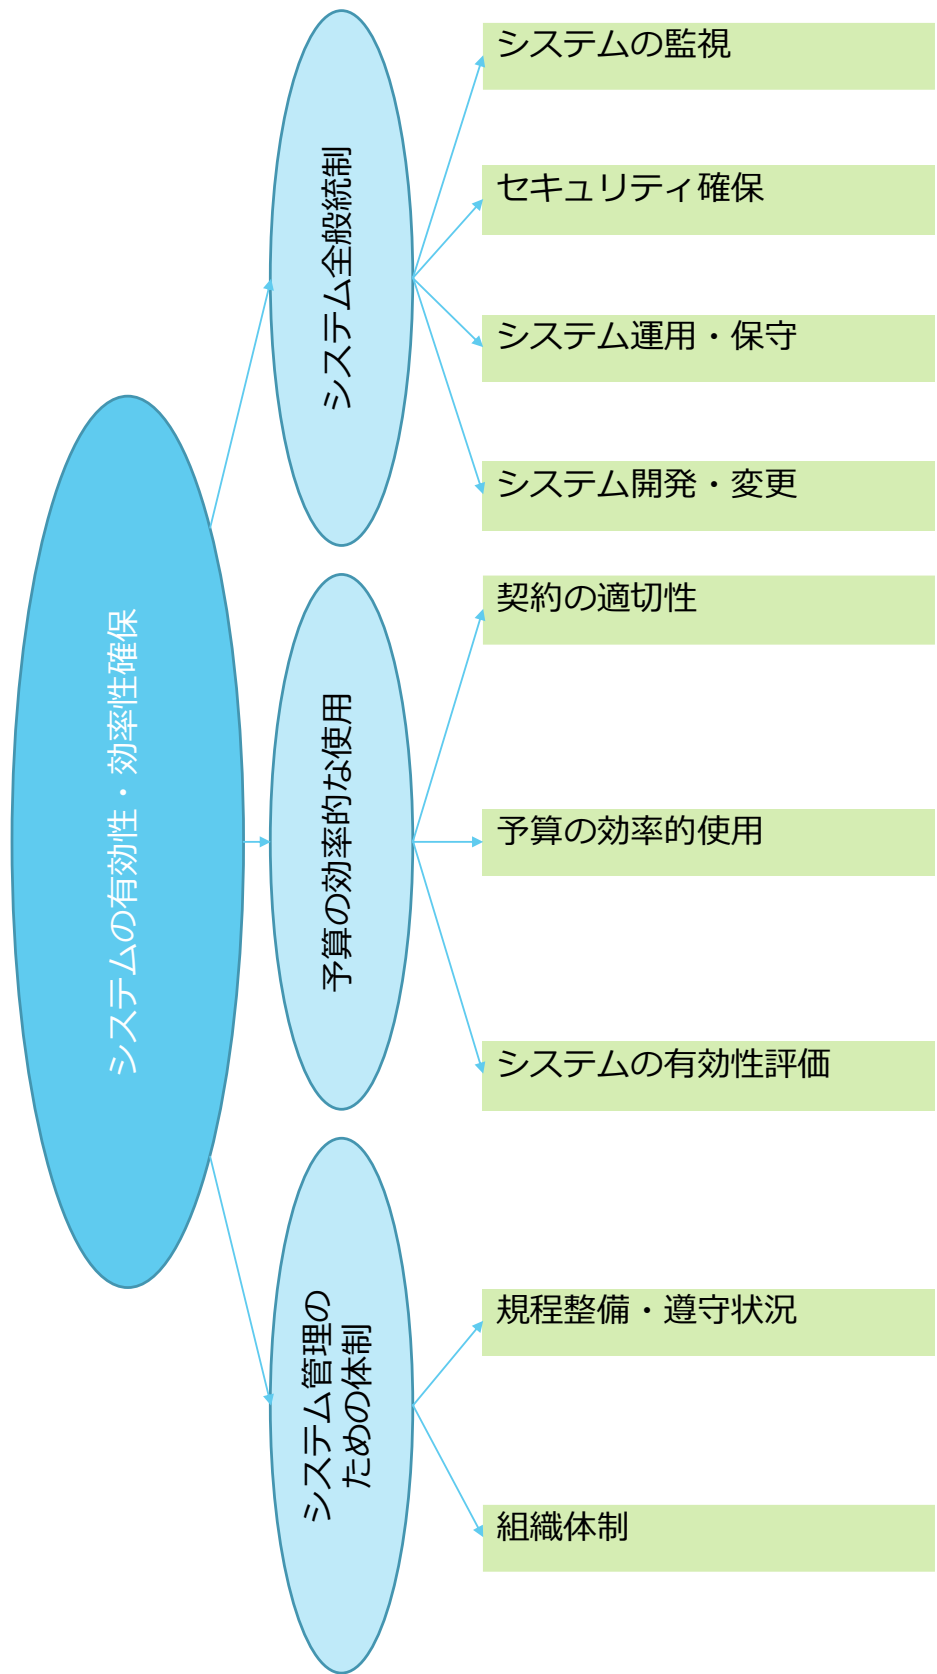 システムの有効性・効率性確保
システム全般統制
システムの監視
セキュリティ確保
システム運用・保守
システム開発・変更
予算の効率的な使用
契約の適切性
予算の効率的使用
システムの有効性評価
システム管理の
ための体制
規程整備・遵守状況
組織体制